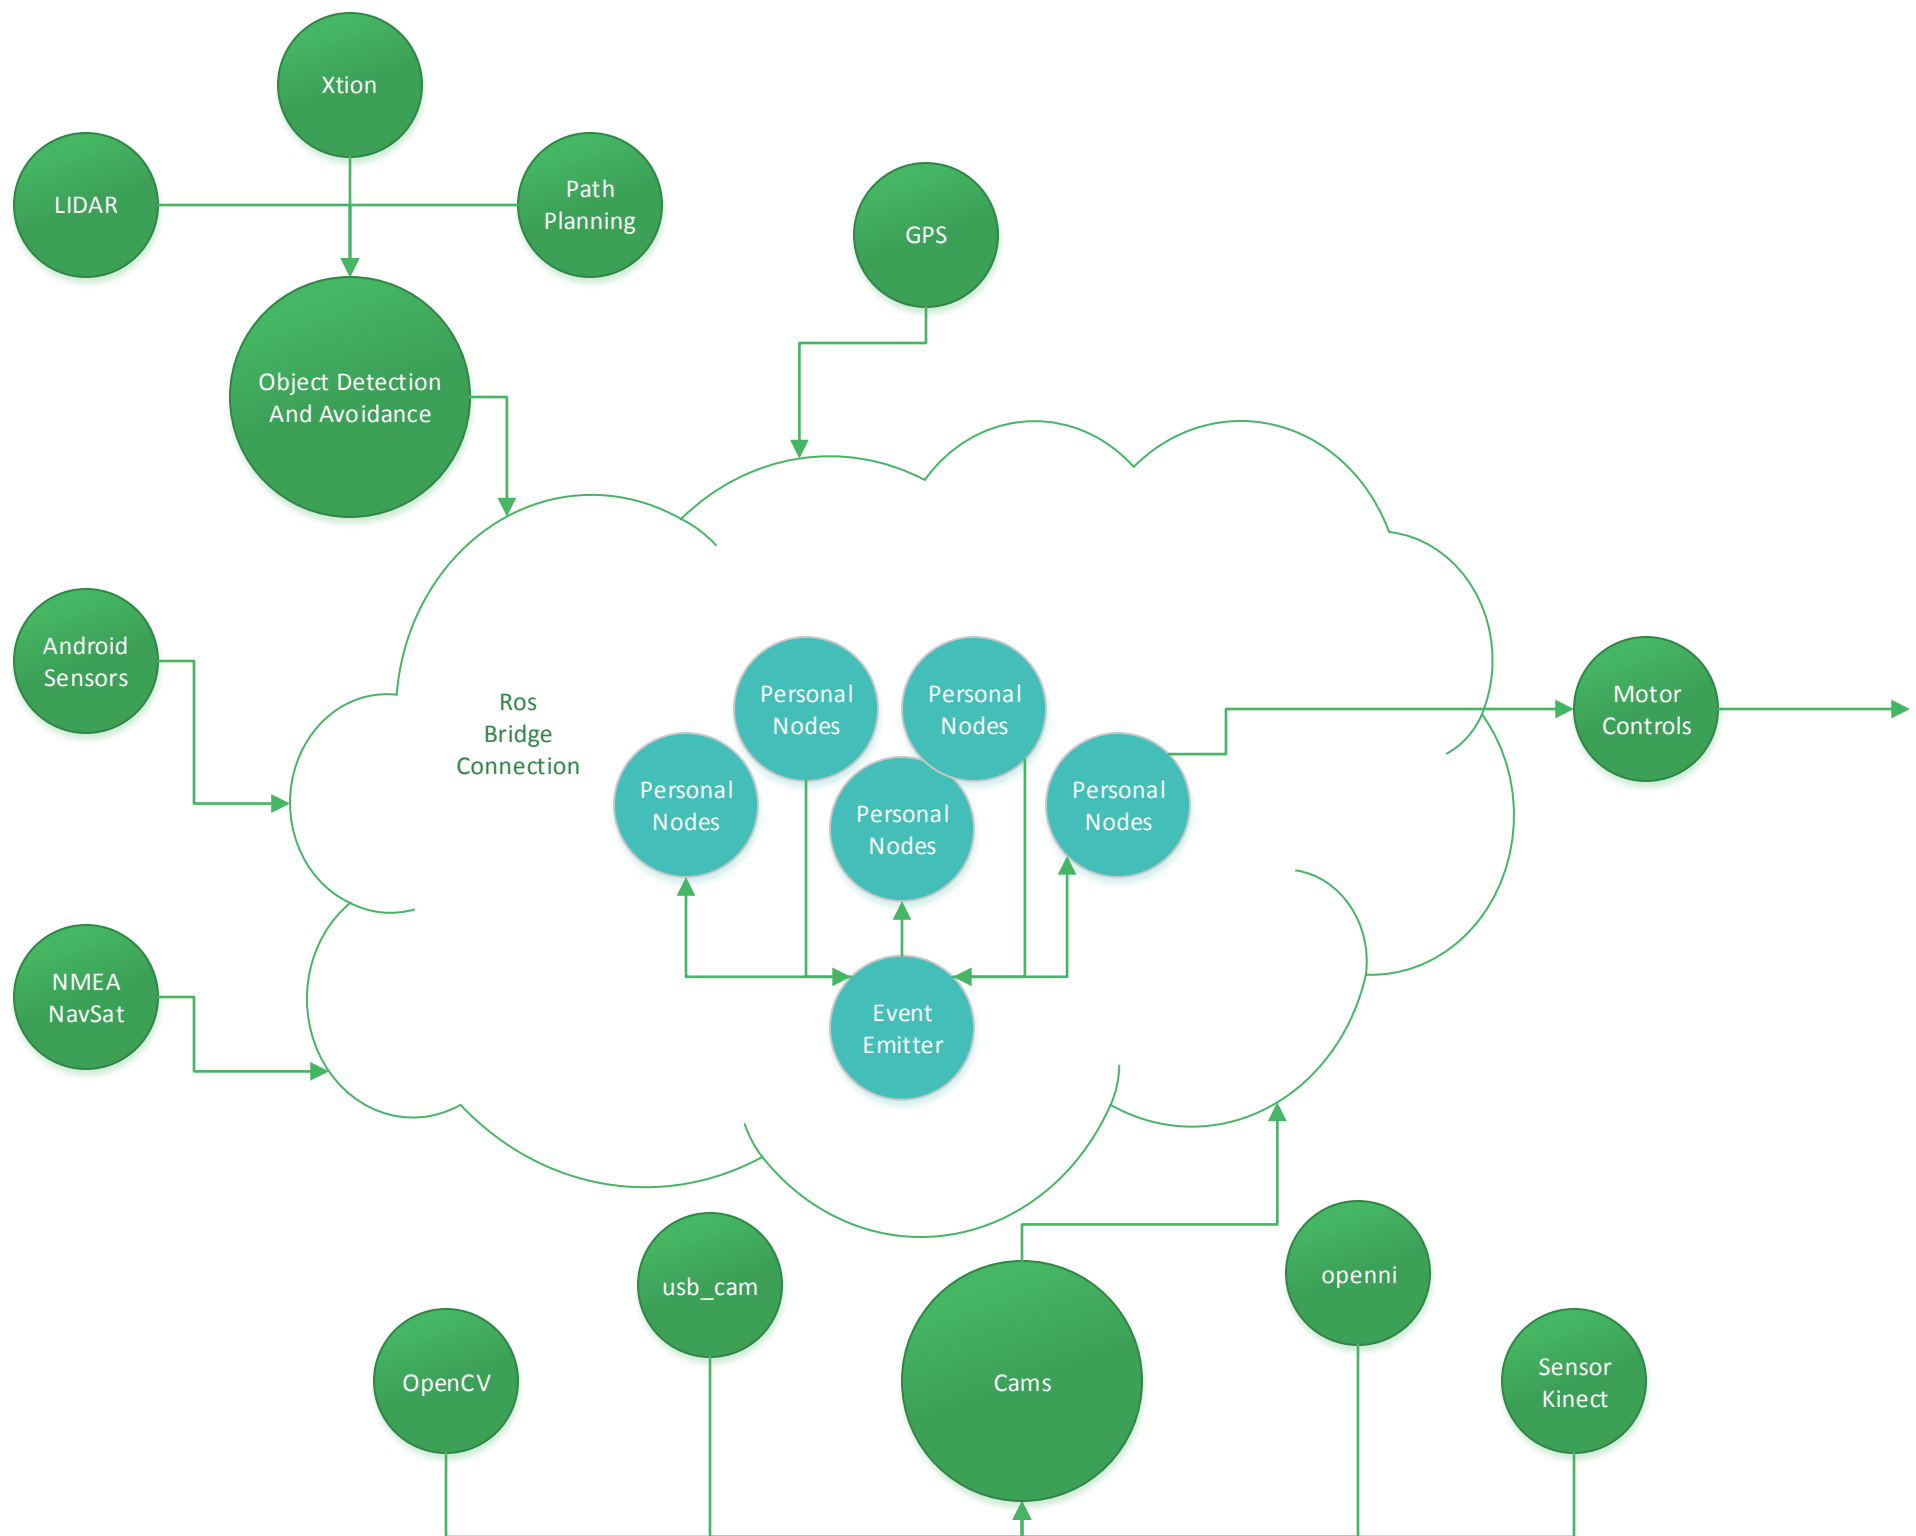 Xtion
LIDAR
Path
Planning
GPS
Object Detection
And Avoidance
Android
Sensors
Ros
Bridge
Connection
Personal
Nodes
Personal
Nodes
Personal
Nodes
Personal
Nodes
Personal
Nodes
Motor
Controls
NMEA
NavSat
Event
Emitter
usb_cam
openni
OpenCV
Cams
Sensor
Kinect